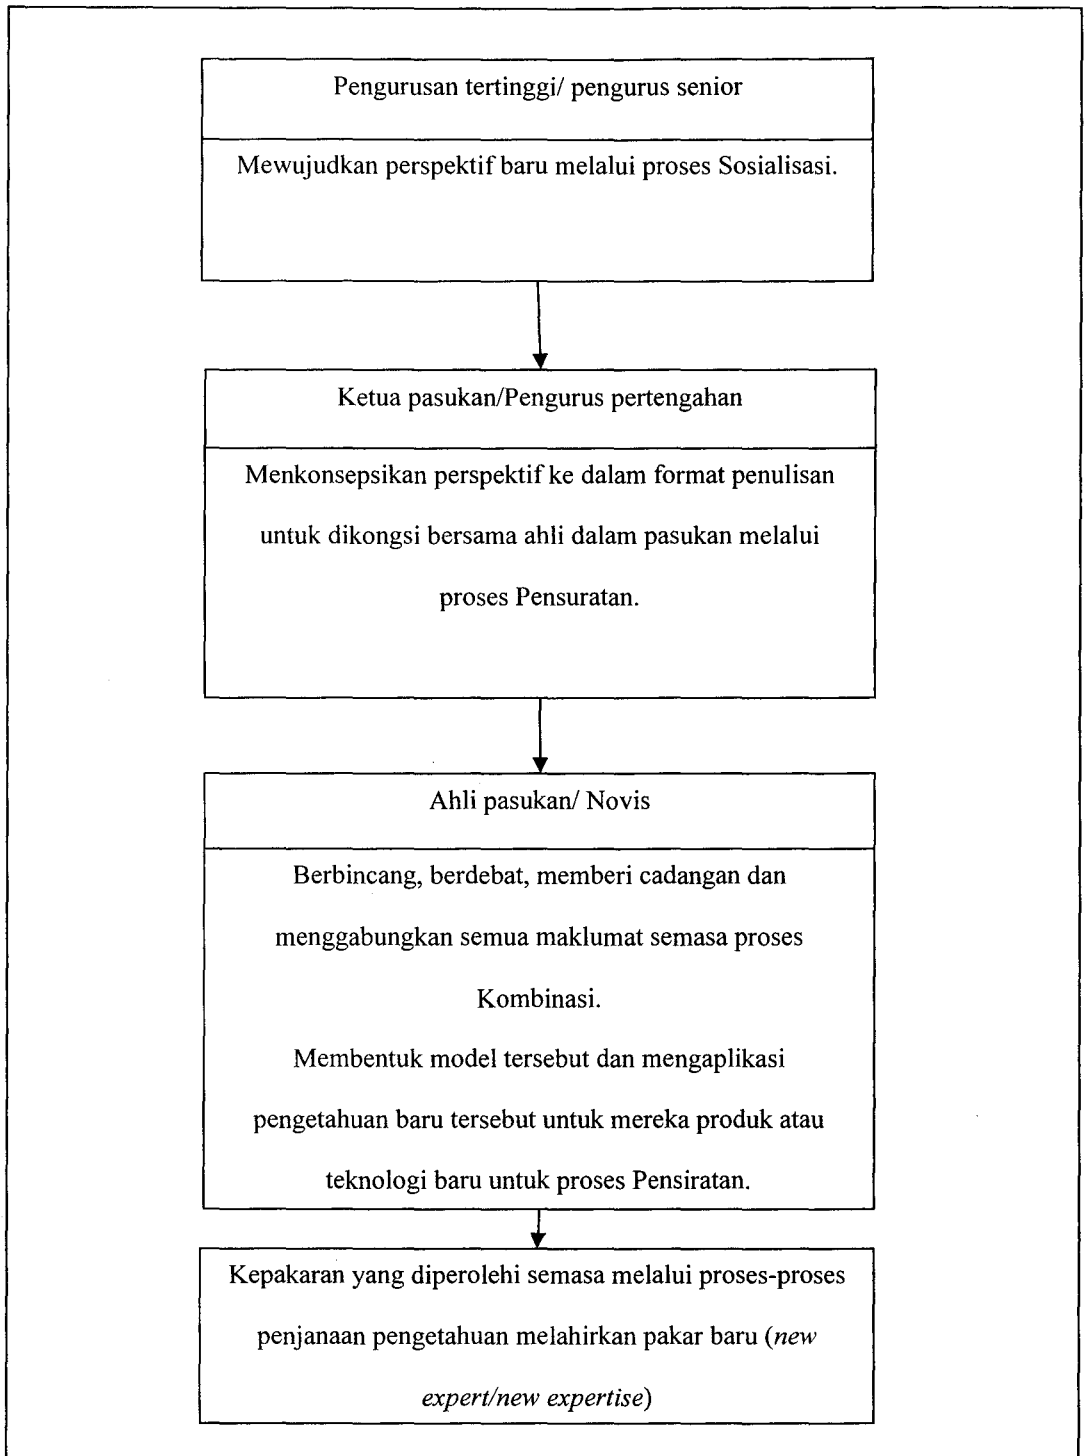 Pengurusan tertinggi/ pengurus senior
Mewujudkan perspektif baru melalui proses Sosialisasi.
Ketua pasukan/Pengurus pertengahan
Menkonsepsikan perspektif ke dalam format penulisan
untuk dikongsi bersama ahli dalam pasukan melalui
proses Pensuratan.
Ahli pasukan/ Novis
Berbincang, berdebat, memberi cadangan dan
menggabungkan semua maklumat semasa proses
Kombinasi.
Membentuk model tersebut dan mengaplikasi
pengetahuan baru tersebut untuk mereka produk atau
teknologi baru untuk proses Pensiratan.
Kepakaran yang diperolehi semasa melalui proses-proses
penjanaan pengetahuan melahirkan pakar baru (new
expert/new expertise)